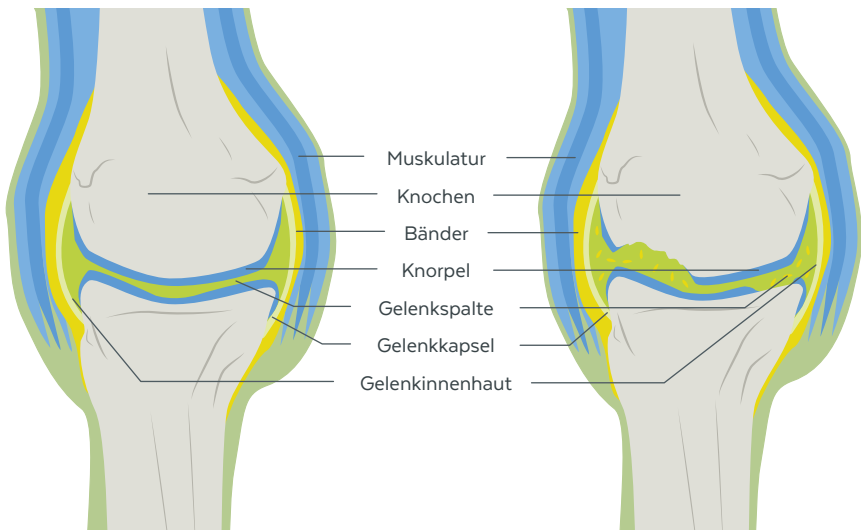 Muskulatur
Knochen
Bänder
Knorpel
Gelenkspalte
Gelenkkapsel
Gelenkinnenhaut